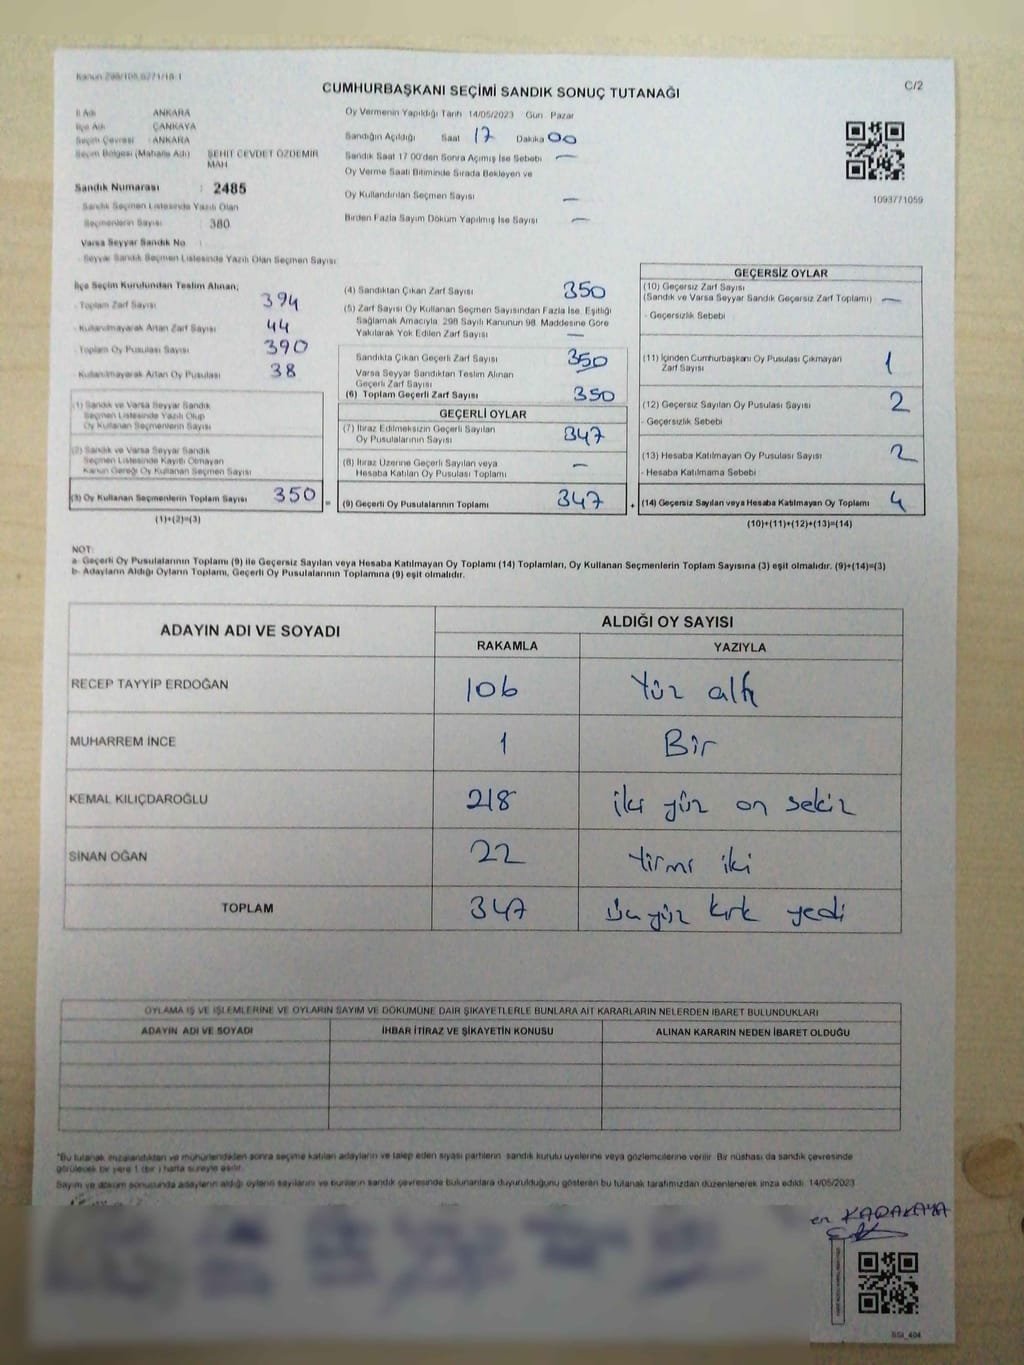 Kanun 298/105 6271/18-1
C/2
CUMHURBAŞKANI SEÇİMİ SANDIK SONUÇ TUTANAĞI
İl Adı ANKARA
İlçe Adı ÇANKAYA
Seçim Çevresi : ANKARA
Seçim Bölgesi (Mahalle Adı) ŞEHİT CEVDET ÖZDEMİR MAH
Sandık Numarası : 2485
Sandık Seçmen Listesinde Yazılı Olan
Seçmenlerin Sayısı 380
Varsa Seyyar Sandık No
- Seyyar Sandık Seçmen Listesinde Yazılı Olan Seçmen Sayısı
Oy Vermenin Yapıldığı Tarih 14/05/2023 Gün Pazar
Sandığın Açıldığı Saat 17 Dakika 00
Sandık Saat 17 00'den Sonra Açılmış İse Sebebi —
Oy Verme Saati Bitiminde Sırada Bekleyen ve
Oy Kullandırılan Seçmen Sayısı —
Birden Fazla Sayım Döküm Yapılmış İse Sayısı —
1093771059
İlçe Seçim Kurulundan Teslim Alınan;
- Toplam Zarf Sayısı 394
- Kullanılmayarak Artan Zarf Sayısı 44
- Toplam Oy Pusulası Sayısı 390
- Kullanılmayarak Artan Oy Pusulası 38
(1) Sandık ve Varsa Seyyar Sandık
Seçmen Listesinde Yazılı Olup
Oy Kullanan Seçmenlerin Sayısı
(2) Sandık ve Varsa Seyyar Sandık
Seçmen Listesinde Kayıtlı Olmayan
Kanun Gereği Oy Kullanan Seçmen Sayısı
(3) Oy Kullanan Seçmenlerin Toplam Sayısı 350 =
(1)+(2)=(3)
(4) Sandıktan Çıkan Zarf Sayısı 350
(5) Zarf Sayısı Oy Kullanan Seçmen Sayısından Fazla İse, Eşitliği
Sağlamak Amacıyla 298 Sayılı Kanunun 98. Maddesine Göre
Yakılarak Yok Edilen Zarf Sayısı —
Sandıkta Çıkan Geçerli Zarf Sayısı 350
Varsa Seyyar Sandıktan Teslim Alınan
Geçerli Zarf Sayısı
(6) Toplam Geçerli Zarf Sayısı 350
GEÇERLİ OYLAR
(7) İtiraz Edilmeksizin Geçerli Sayılan
Oy Pusulalarının Sayısı 347
(8) İtiraz Üzerine Geçerli Sayılan veya
Hesaba Katılan Oy Pusulası Toplamı —
(9) Geçerli Oy Pusulalarının Toplamı 347 +
GEÇERSİZ OYLAR
(10) Geçersiz Zarf Sayısı
(Sandık ve Varsa Seyyar Sandık Geçersiz Zarf Toplamı) —
- Geçersizlik Sebebi
(11) İçinden Cumhurbaşkanı Oy Pusulası Çıkmayan
Zarf Sayısı 1
(12) Geçersiz Sayılan Oy Pusulası Sayısı 2
- Geçersizlik Sebebi
(13) Hesaba Katılmayan Oy Pusulası Sayısı 2
- Hesaba Katılmama Sebebi
(14) Geçersiz Sayılan veya Hesaba Katılmayan Oy Toplamı 4
(10)+(11)+(12)+(13)=(14)
NOT:
a- Geçerli Oy Pusulalarının Toplamı (9) ile Geçersiz Sayılan veya Hesaba Katılmayan Oy Toplamı (14) Toplamları, Oy Kullanan Seçmenlerin Toplam Sayısına (3) eşit olmalıdır. (9)+(14)=(3)
b- Adayların Aldığı Oyların Toplamı, Geçerli Oy Pusulalarının Toplamına (9) eşit olmalıdır.
ADAYIN ADI VE SOYADI ALDIĞI OY SAYISI
RAKAMLA YAZIYLA
RECEP TAYYİP ERDOĞAN 106 Yüz altı
MUHARREM İNCE 1 Bir
KEMAL KILIÇDAROĞLU 218 iki yüz on sekiz
SİNAN OĞAN 22 Yirmi iki
TOPLAM 347 üç yüz kırk yedi
OYLAMA İŞ VE İŞLEMLERİNE VE OYLARIN SAYIM VE DÖKÜMÜNE DAİR ŞİKAYETLERLE BUNLARA AİT KARARLARIN NELERDEN İBARET BULUNDUKLARI
ADAYIN ADI VE SOYADI İHBAR İTİRAZ VE ŞİKAYETİN KONUSU ALINAN KARARIN NEDEN İBARET OLDUĞU
*Bu tutanak imzalandıktan ve mühürlendikten sonra seçime katılan adayların ve talep eden siyasi partilerin sandık kurulu üyelerine veya gözlemcilerine verilir. Bir nüshası da sandık çevresinde
görülecek bir yere 1 (bir) hafta süreyle asılır.
Sayım ve döküm sonucunda adayların aldığı oyların sayılarını ve bunların sandık çevresinde bulunanlara duyurulduğunu gösteren bu tutanak tarafımızdan düzenlenerek imza edildi. 14/05/2023
en KARAKAYA
SSI_404